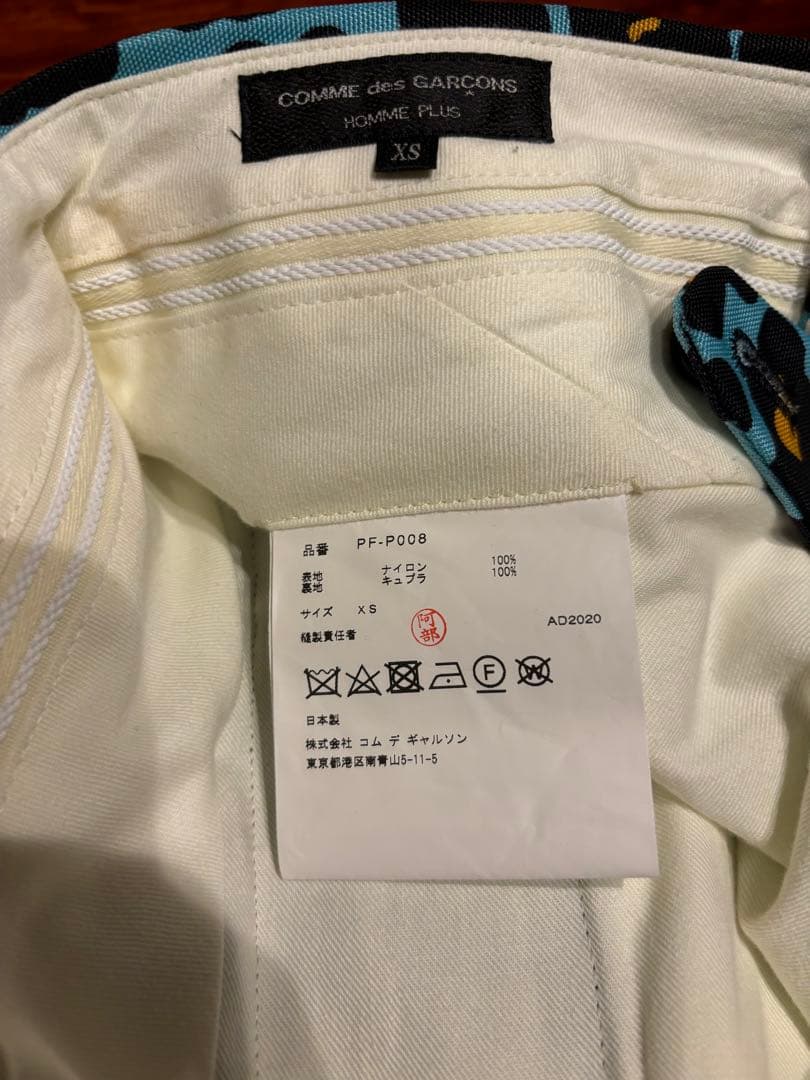 COMME des GARÇONS
HOMME PLUS
XS
品番 PF-P008
表地 ナイロン 100%
裏地 キュプラ 100%
サイズ XS
縫製責任者 阿部 AD2020
F W
日本製
株式会社 コム デ ギャルソン
東京都港区南青山5-11-5